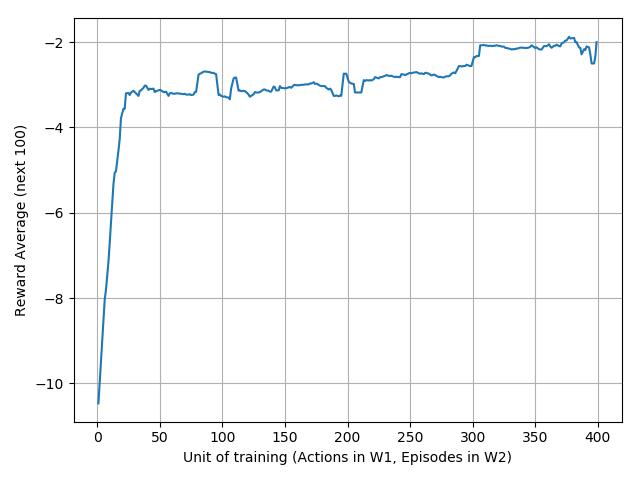 −2
−4
−6
−8
−10
Reward Average (next 100)
0 50 100 150 200 250 300 350 400
Unit of training (Actions in W1, Episodes in W2)